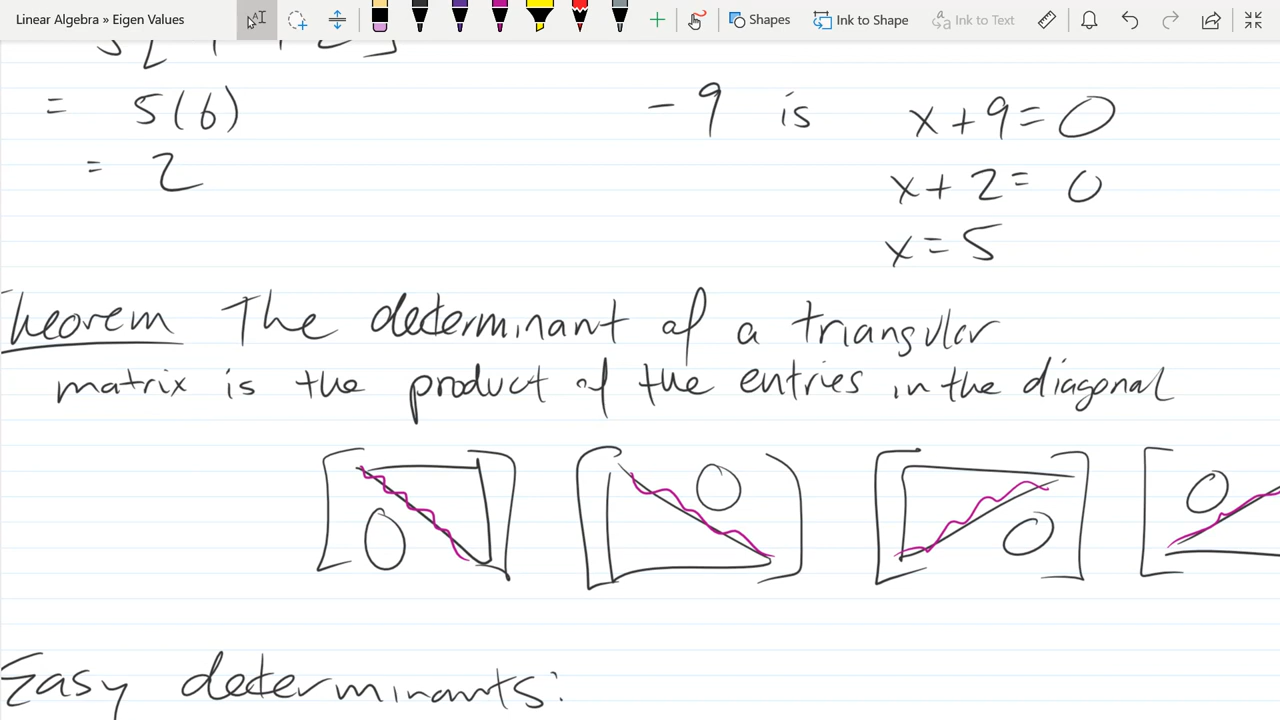 Linear Algebra » Eigen Values
Shapes
Ink to Shape
Ink to Text
= 5(6)
= 2
-9 is
x+9=0
x+2=0
x=5
Theorem The determinant of a triangular
matrix is the product of the entries in the diagonal
0 0 0 0
Easy determinants: